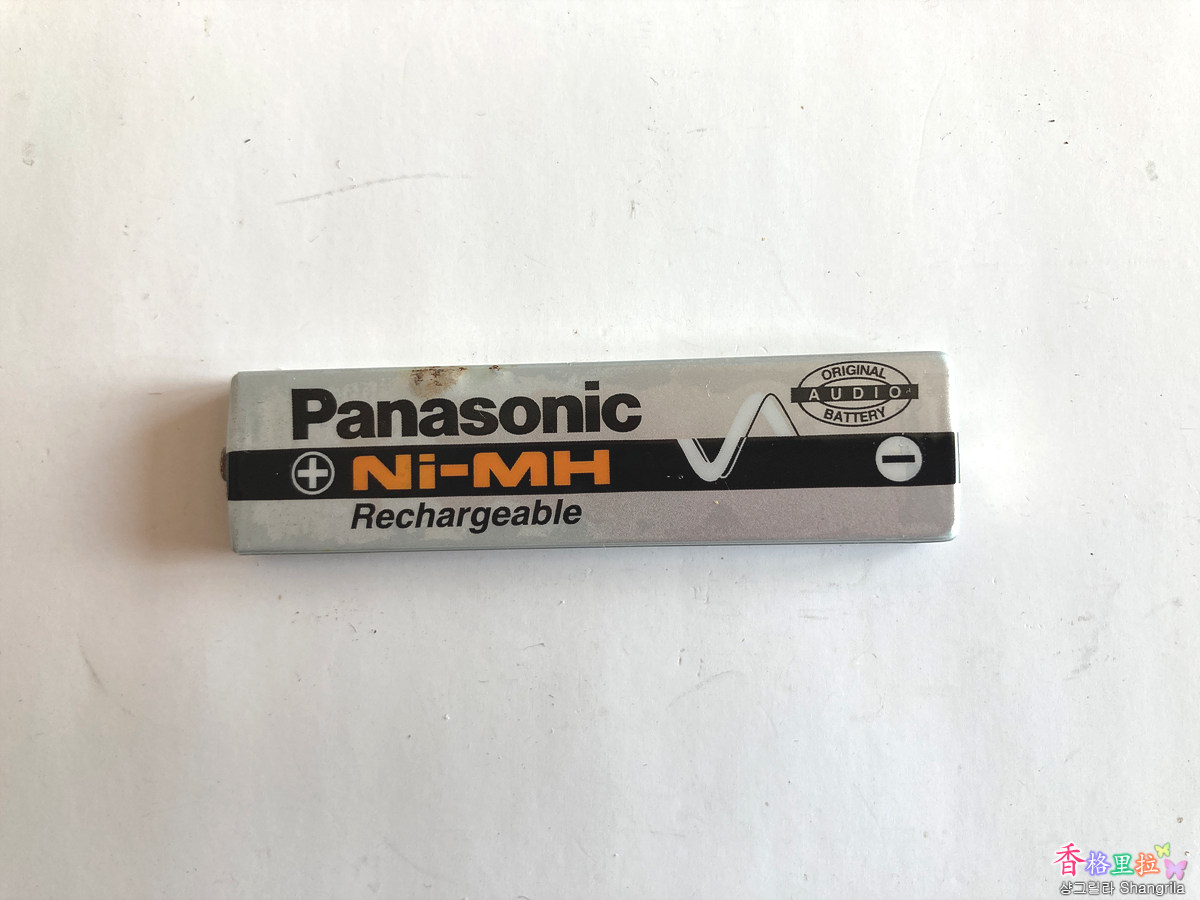 Panasonic
Ni-MH
Rechargeable
ORIGINAL
AUDIO
BATTERY
香格里拉
샹그릴라 Shangrila